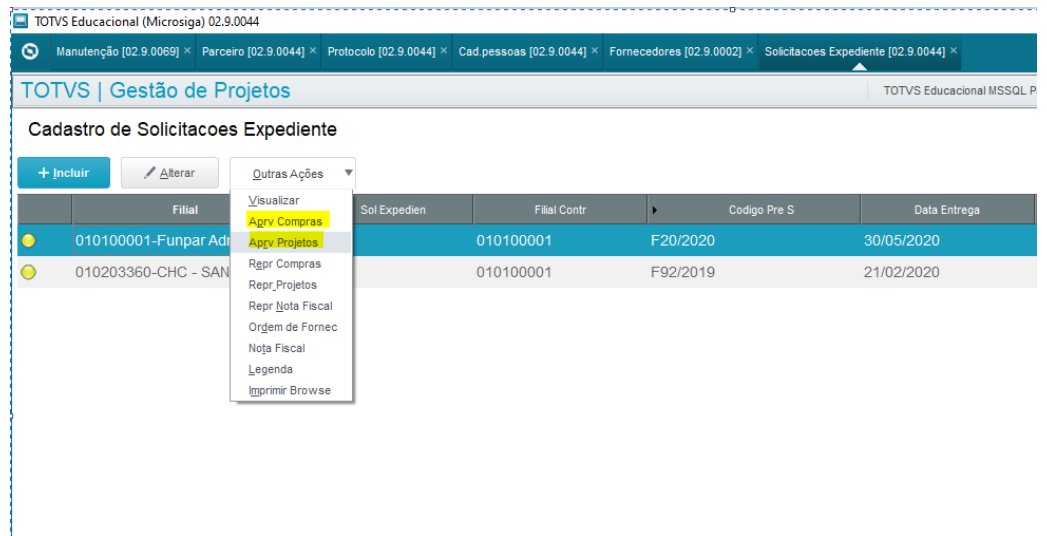 TOTVS Educacional (Microsiga) 02.9.0044
Manutenção [02.9.0069] × Parceiro [02.9.0044] × Protocolo [02.9.0044] × Cad.pessoas [02.9.0044] × Fornecedores [02.9.0002] × Solicitacoes Expediente [02.9.0044] ×
TOTVS | Gestão de Projetos TOTVS Educacional MSSQL P
Cadastro de Solicitacoes Expediente
+ Incluir Alterar Outras Ações
Filial Sol Expedien Filial Contr Codigo Pre S Data Entrega
010100001-Funpar Adr 010100001 F20/2020 30/05/2020
010203360-CHC - SAN 010100001 F92/2019 21/02/2020
Visualizar
Aprv Compras
Aprv Projetos
Repr Compras
Repr Projetos
Repr Nota Fiscal
Ordem de Fornec
Nota Fiscal
Legenda
Imprimir Browse